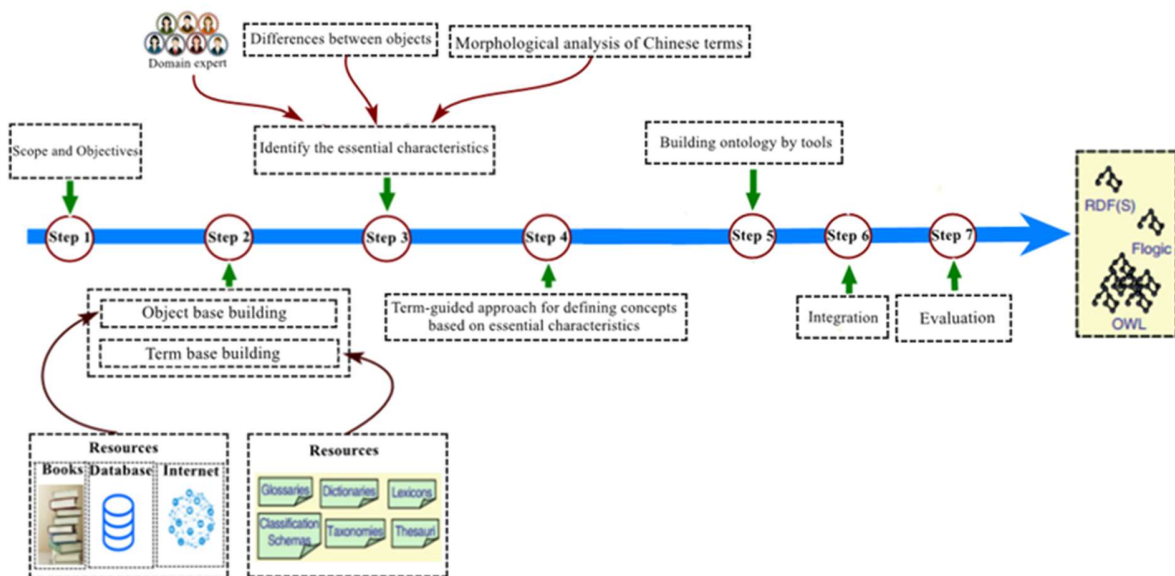 Domain expert
Differences between objects
Morphological analysis of Chinese terms
Scope and Objectives
Identify the essential characteristics
Building ontology by tools
Step 1
Step 2
Step 3
Step 4
Step 5
Step 6
Step 7
RDF(S)
Flogic
OWL
Object base building
Term base building
Term-guided approach for defining concepts
based on essential characteristics
Integration
Evaluation
Resources
Books
Database
Internet
Resources
Glossaries
Dictionaries
Lexicons
Classification
Schemas
Taxonomies
Thesauri